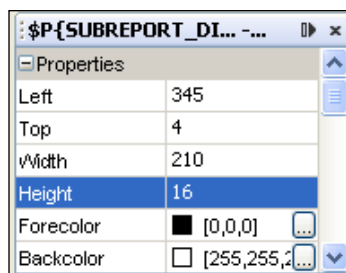 $P{SUBREPORT_DI... -...
Properties
Left 345
Top 4
Width 210
Height 16
Forecolor [0,0,0] ...
Backcolor [255,255,2...